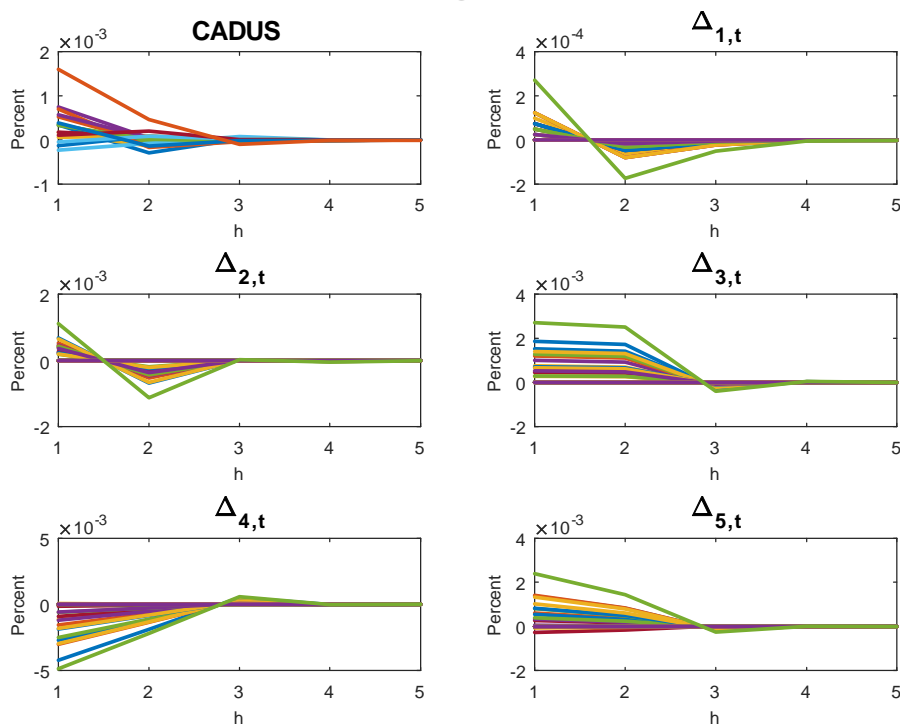 CADUS
×10-3
2
1
0
-1
Percent
1 2 3 4 5
h
Δ1,t
×10-4
4
2
0
-2
Percent
1 2 3 4 5
h
Δ2,t
×10-3
2
0
-2
Percent
1 2 3 4 5
h
Δ3,t
×10-3
4
2
0
-2
Percent
1 2 3 4 5
h
Δ4,t
×10-3
5
0
-5
Percent
1 2 3 4 5
h
Δ5,t
×10-3
4
2
0
-2
Percent
1 2 3 4 5
h